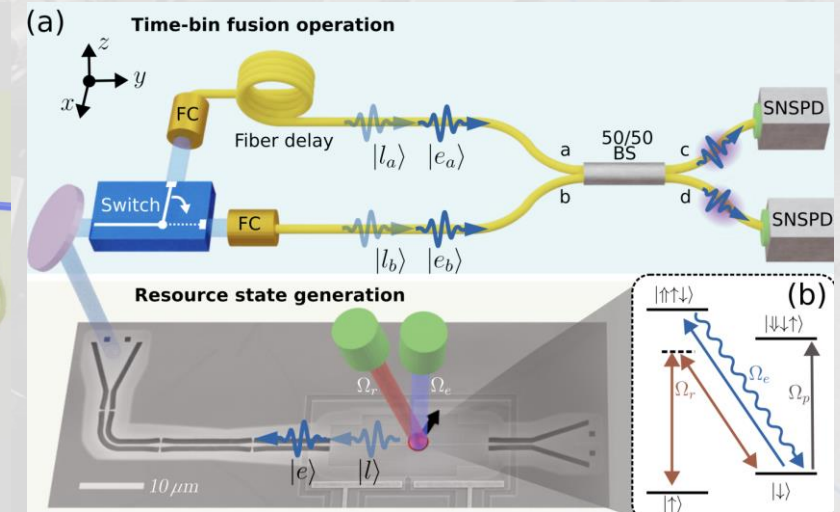 (a)
Time-bin fusion operation
z
y
x
FC
Fiber delay
|l_a⟩
|e_a⟩
a
50/50
BS
c
SNSPD
Switch
FC
|l_b⟩
|e_b⟩
b
d
SNSPD
Resource state generation
Ω_r
Ω_e
|e⟩
|l⟩
10 μm
(b)
|⇑↑↓⟩
|⇓↓↑⟩
Ω_r
Ω_e
Ω_p
|↑⟩
|↓⟩